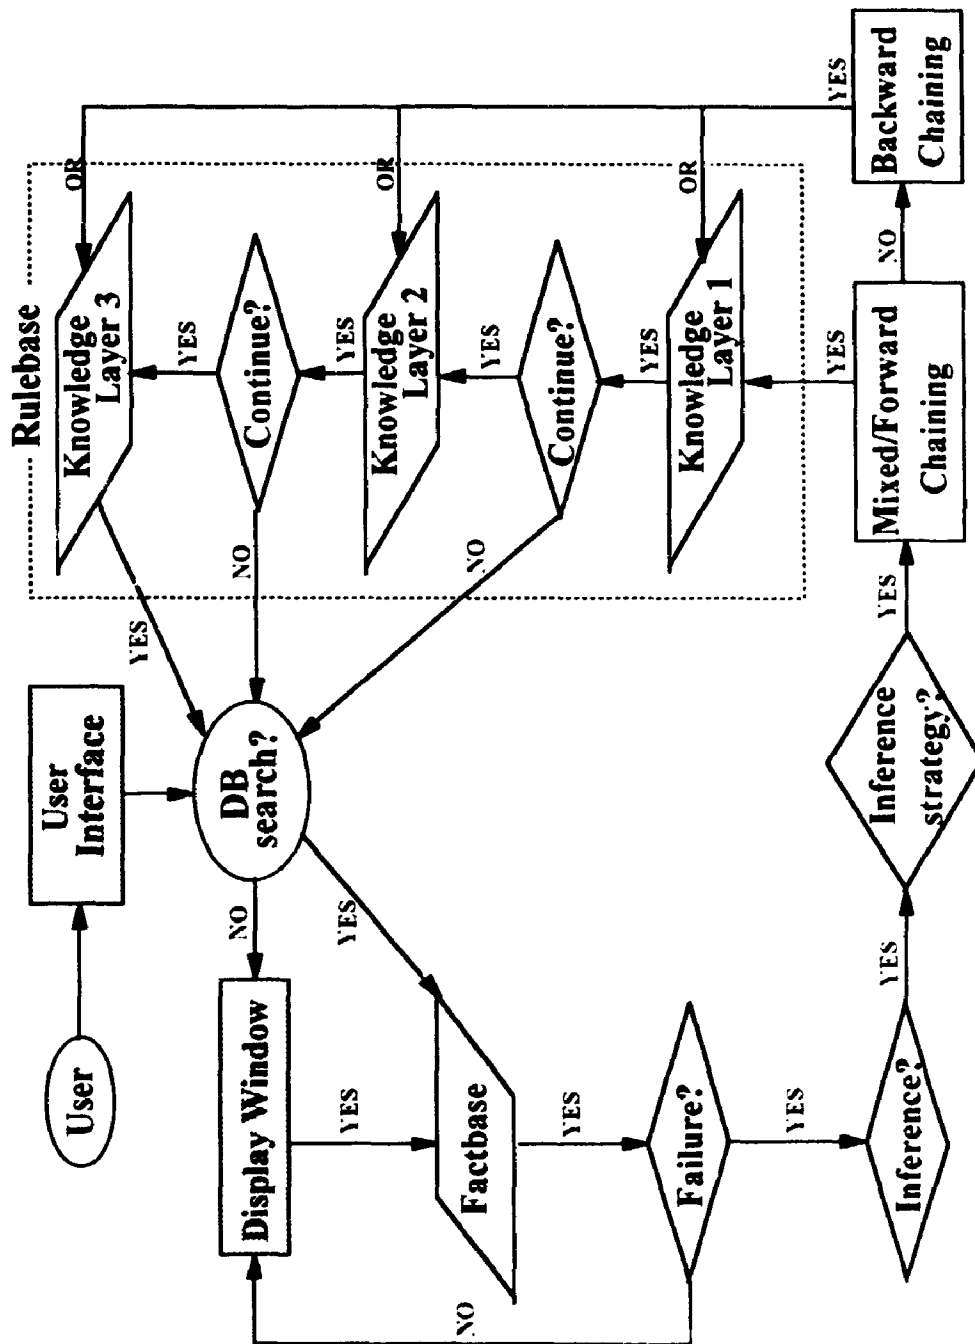 Rulebase
User
User
Interface
Knowledge
Layer 3
OR
YES
YES
Display Window
NO
DB
search?
NO
Continue?
YES
YES
YES
Knowledge
Layer 2
OR
Factbase
NO
YES
Continue?
NO
YES
YES
Failure?
Knowledge
Layer 1
OR
YES
YES
YES
Inference?
YES
Inference
strategy?
YES
Mixed/Forward
Chaining
NO
Backward
Chaining